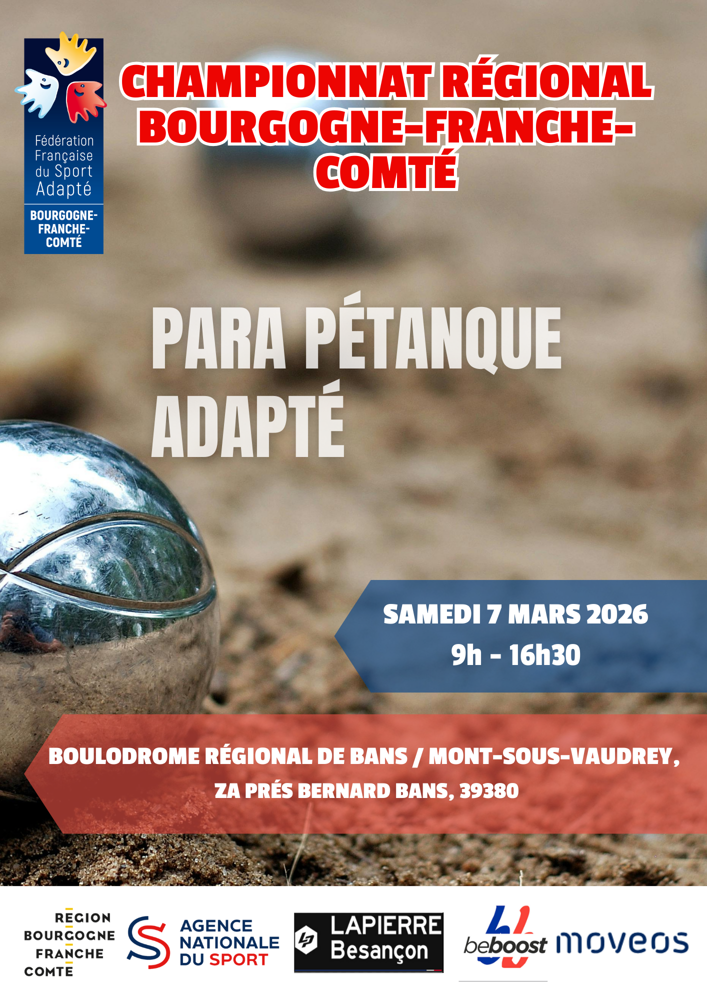 CHAMPIONNAT RÉGIONAL
BOURGOGNE-FRANCHE-
COMTÉ
Fédération
Française
du Sport
Adapté
BOURGOGNE-
FRANCHE-
COMTÉ
PARA PÉTANQUE
ADAPTÉ
SAMEDI 7 MARS 2026
9h - 16h30
BOULODROME RÉGIONAL DE BANS / MONT-SOUS-VAUDREY,
ZA PRÉS BERNARD BANS, 39380
REGION
BOURGOGNE
FRANCHE
COMTE
AGENCE
NATIONALE
DU SPORT
LAPIERRE
Besançon
beboost
moveos